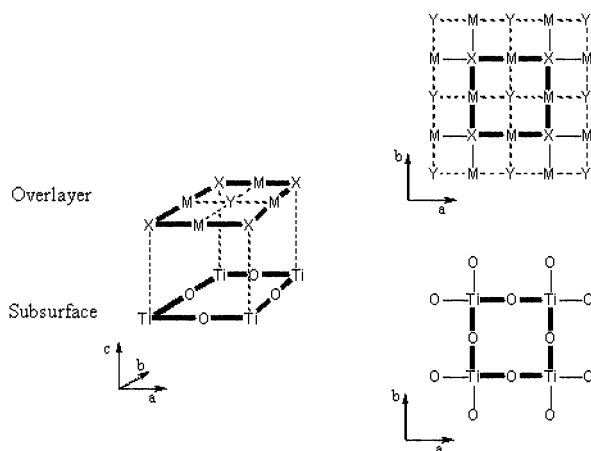 Overlayer
X M X
M Y M
X M X
Subsurface
Ti O Ti
O O
Ti O Ti
c
b
a
Y M Y M Y
M X M X M
Y M Y M Y
M X M X M
Y M Y M Y
b
a
O O
O Ti O Ti O
O O
O Ti O Ti O
O O
b
a